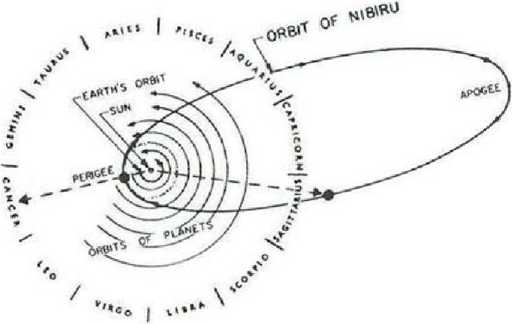 ORBIT OF NIBIRU
ARIES
PISCES
TAURUS
AQUARIUS
EARTH'S ORBIT
SUN
APOGEE
GEMINI
CAPRICORN
PERIGEE
CANCER
SAGITTARIUS
ORBITS OF PLANETS
LEO
SCORPIO
VIRGO
LIBRA